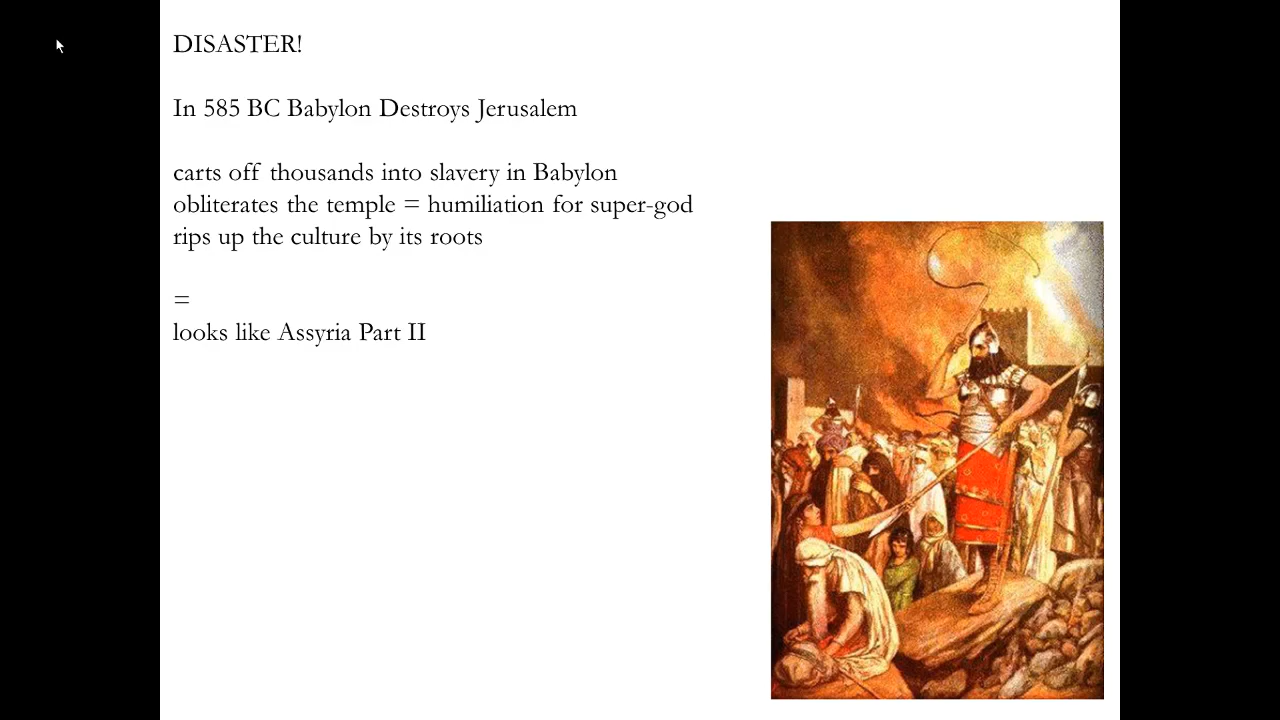 DISASTER!
In 585 BC Babylon Destroys Jerusalem
carts off thousands into slavery in Babylon
obliterates the temple = humiliation for super-god
rips up the culture by its roots
=
looks like Assyria Part II